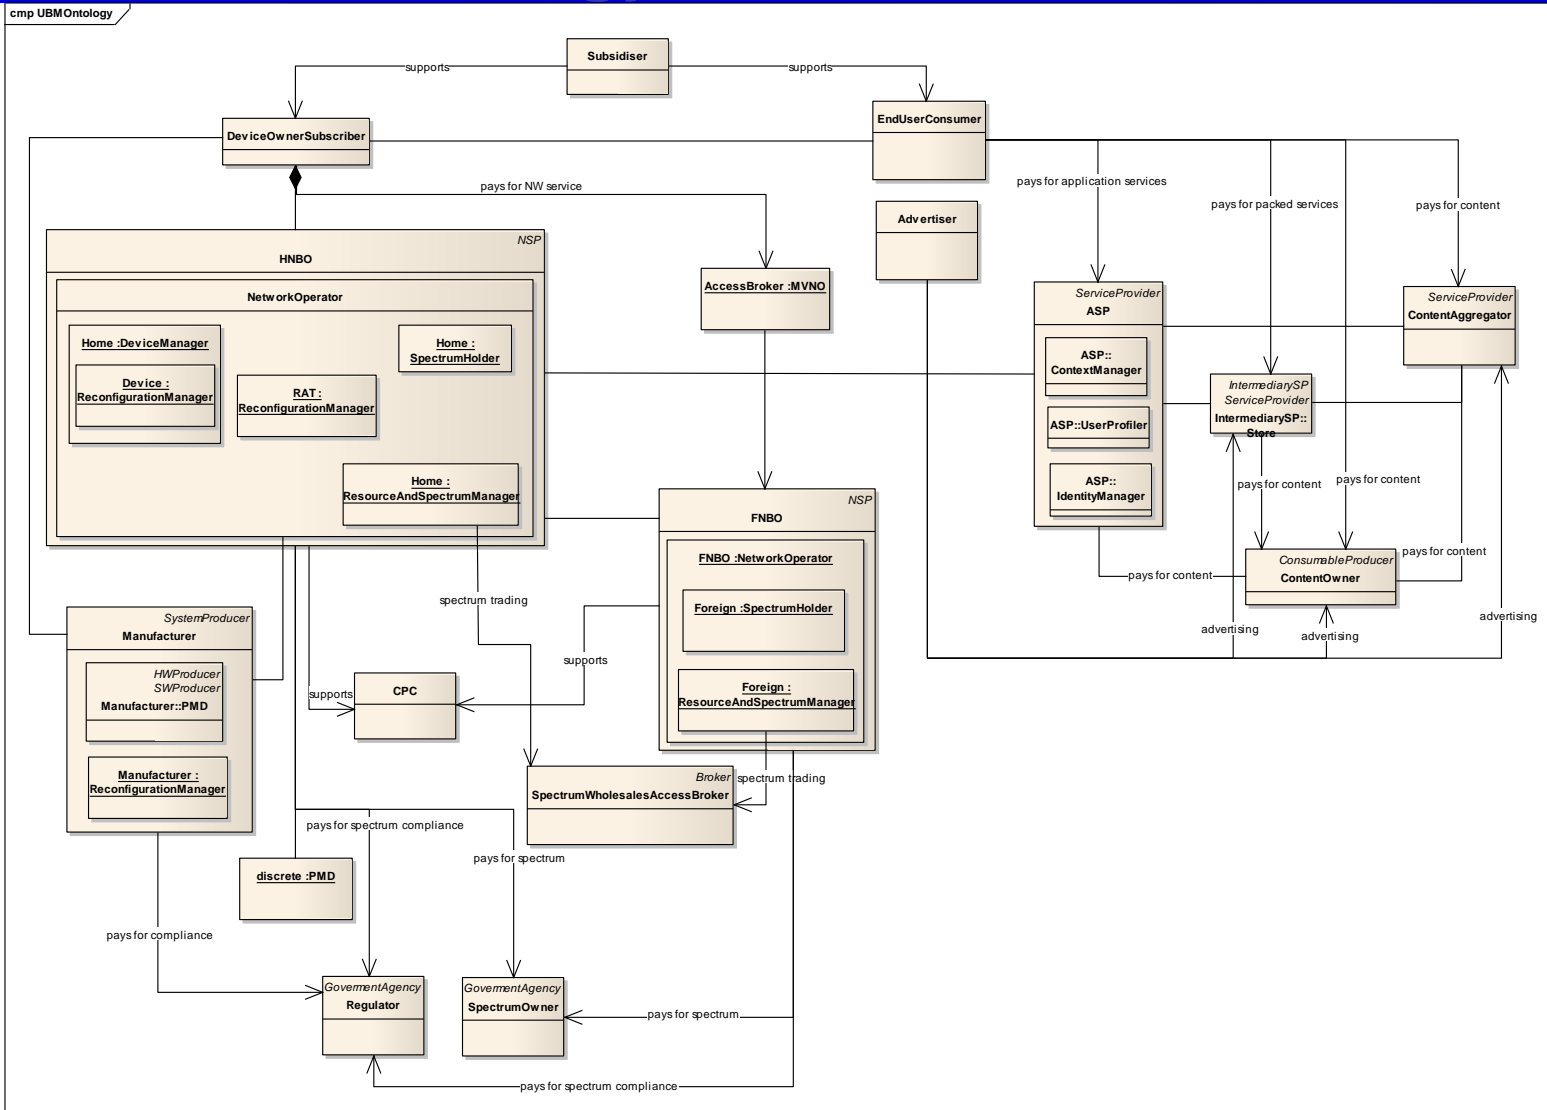 cmp UBMOntology
Subsidiser
supports
supports
DeviceOwnerSubscriber
EndUserConsumer
pays for NW service
pays for application services
pays for packed services
pays for content
Advertiser
NSP
HNBO
NetworkOperator
Home :DeviceManager
Device :
ReconfigurationManager
RAT :
ReconfigurationManager
Home :
SpectrumHolder
Home :
ResourceAndSpectrumManager
AccessBroker :MVNO
ServiceProvider
ASP
ASP::
ContextManager
ASP::UserProfiler
ASP::
IdentityManager
ServiceProvider
ContentAggregator
IntermediarySP
ServiceProvider
IntermediarySP::
Store
pays for content
pays for content
pays for content
pays for content
ConsumableProducer
ContentOwner
advertising
advertising
advertising
NSP
FNBO
FNBO :NetworkOperator
Foreign :SpectrumHolder
Foreign :
ResourceAndSpectrumManager
spectrum trading
supports
supports
CPC
SystemProducer
Manufacturer
HWProducer
SWProducer
Manufacturer::PMD
Manufacturer :
ReconfigurationManager
Broker
SpectrumWholesalesAccessBroker
spectrum trading
pays for spectrum compliance
pays for spectrum
discrete :PMD
pays for compliance
GovermentAgency
Regulator
GovermentAgency
SpectrumOwner
pays for spectrum
pays for spectrum compliance